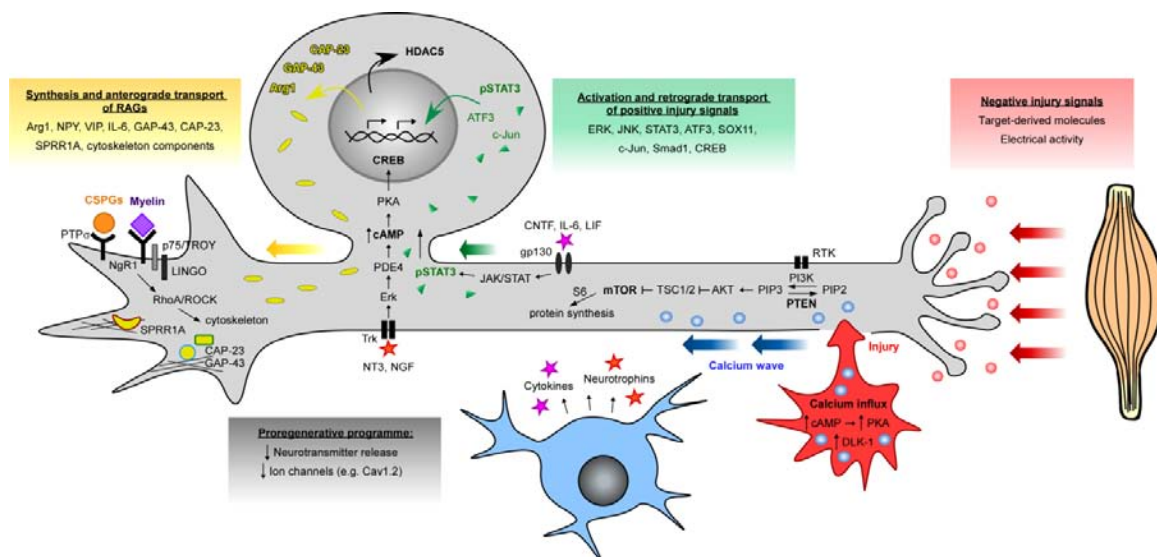 Synthesis and anterograde transport
of RAGs
Arg1, NPY, VIP, IL-6, GAP-43, CAP-23,
SPRR1A, cytoskeleton components
CAP-23
GAP-43
Arg1
HDAC5
pSTAT3
ATF3
c-Jun
CREB
PKA
cAMP
PDE4
Erk
Trk
NT3, NGF
Activation and retrograde transport
of positive injury signals
ERK, JNK, STAT3, ATF3, SOX11,
c-Jun, Smad1, CREB
Negative injury signals
Target-derived molecules
Electrical activity
CSPGs
Myelin
PTPσ
p75/TROY
NgR1
LINGO
RhoA/ROCK
cytoskeleton
SPRR1A
CAP-23
GAP-43
CNTF, IL-6, LIF
gp130
JAK/STAT
pSTAT3
RTK
PI3K
S6
mTOR
TSC1/2
AKT
PIP3
PIP2
PTEN
protein synthesis
Injury
Calcium wave
Calcium influx
cAMP → PKA
DLK-1
Cytokines
Neurotrophins
Proregenerative programme:
↓ Neurotransmitter release
↓ Ion channels (e.g. Cav1.2)